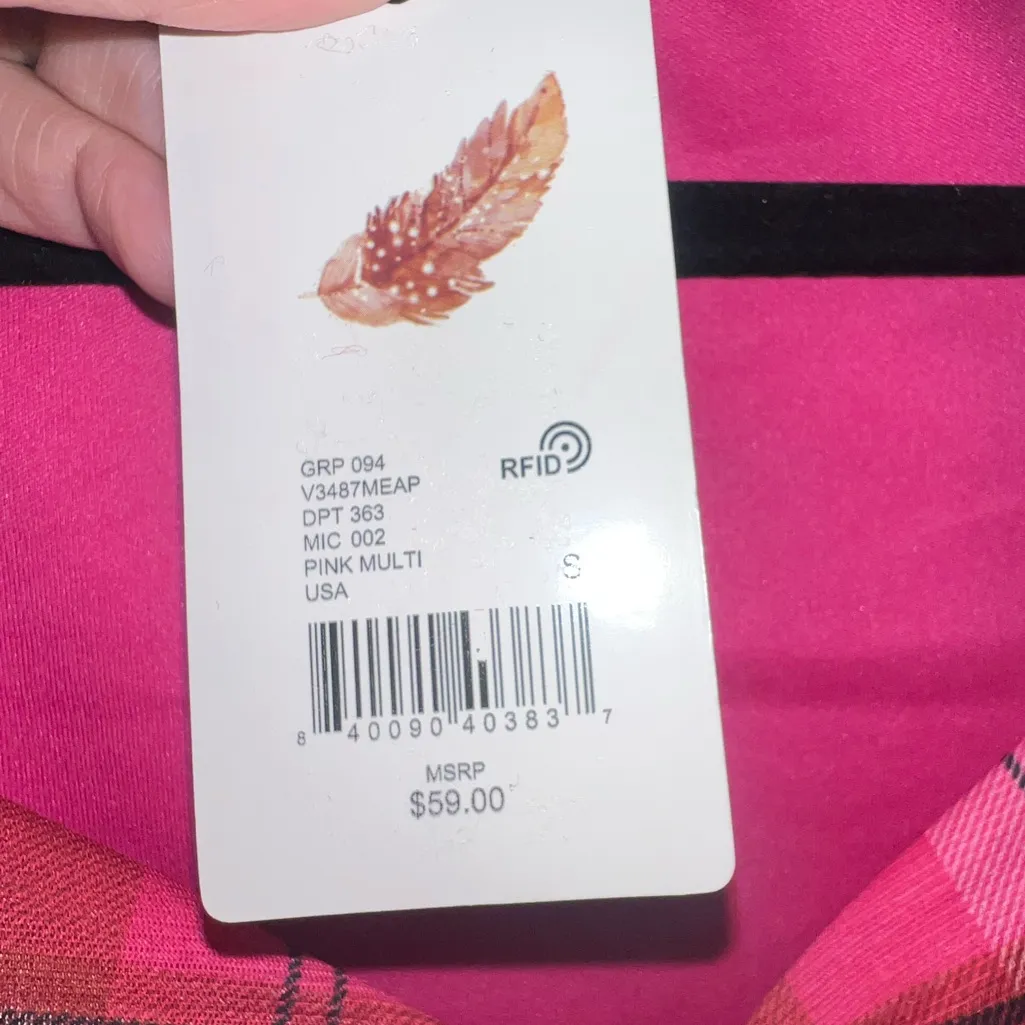 GRP 094
V3487MEAP
DPT 363
MIC 002
PINK MULTI
USA
RFID
S
8 40090 40383 7
MSRP
$59.00